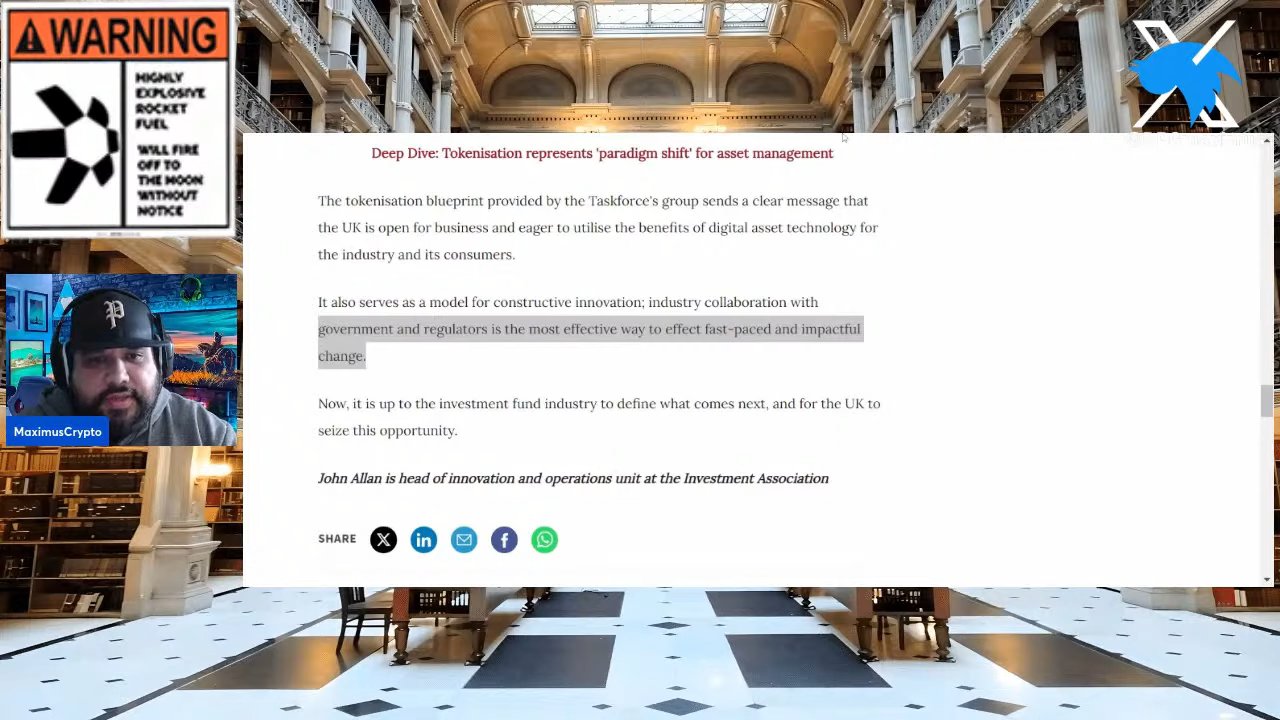 WARNING
HIGHLY
EXPLOSIVE
ROCKET
FUEL
WILL FIRE
OFF TO
THE MOON
WITHOUT
NOTICE
Deep Dive: Tokenisation represents 'paradigm shift' for asset management
The tokenisation blueprint provided by the Taskforce's group sends a clear message that
the UK is open for business and eager to utilise the benefits of digital asset technology for
the industry and its consumers.
It also serves as a model for constructive innovation; industry collaboration with
government and regulators is the most effective way to effect fast-paced and impactful
change.
Now, it is up to the investment fund industry to define what comes next, and for the UK to
seize this opportunity.
John Allan is head of innovation and operations unit at the Investment Association
SHARE
P
MaximusCrypto